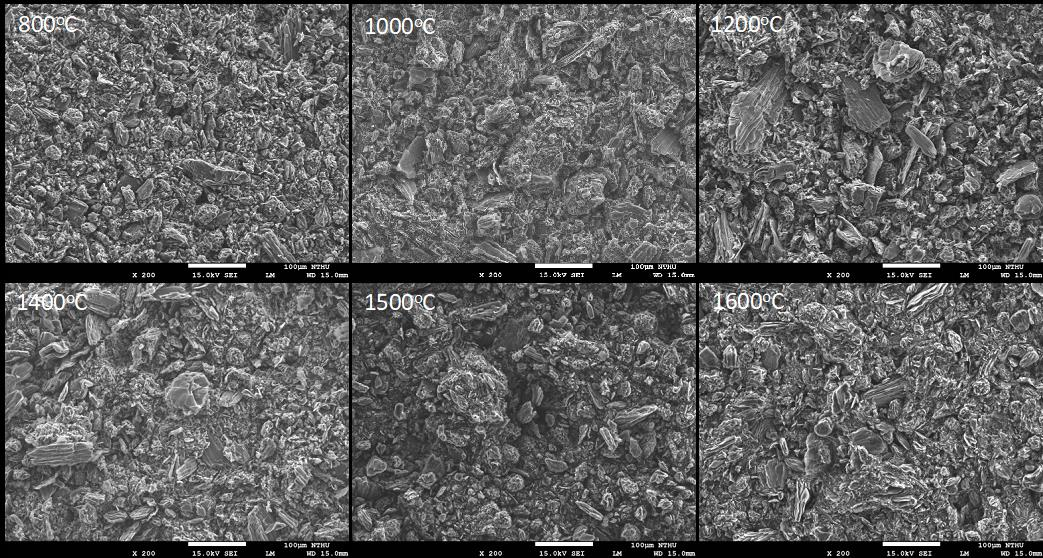 800°C
1000°C
1200°C
100µm NTHU
X 200 15.0kV SEI LM WD 15.0mm
100µm NTHU
X 200 15.0kV SEI LM WD 15.0mm
100µm NTHU
X 200 15.0kV SEI LM WD 15.0mm
1400°C
1500°C
1600°C
100µm NTHU
X 200 15.0kV SEI LM WD 15.0mm
100µm NTHU
X 200 15.0kV SEI LM WD 15.0mm
100µm NTHU
X 200 15.0kV SEI LM WD 15.0mm